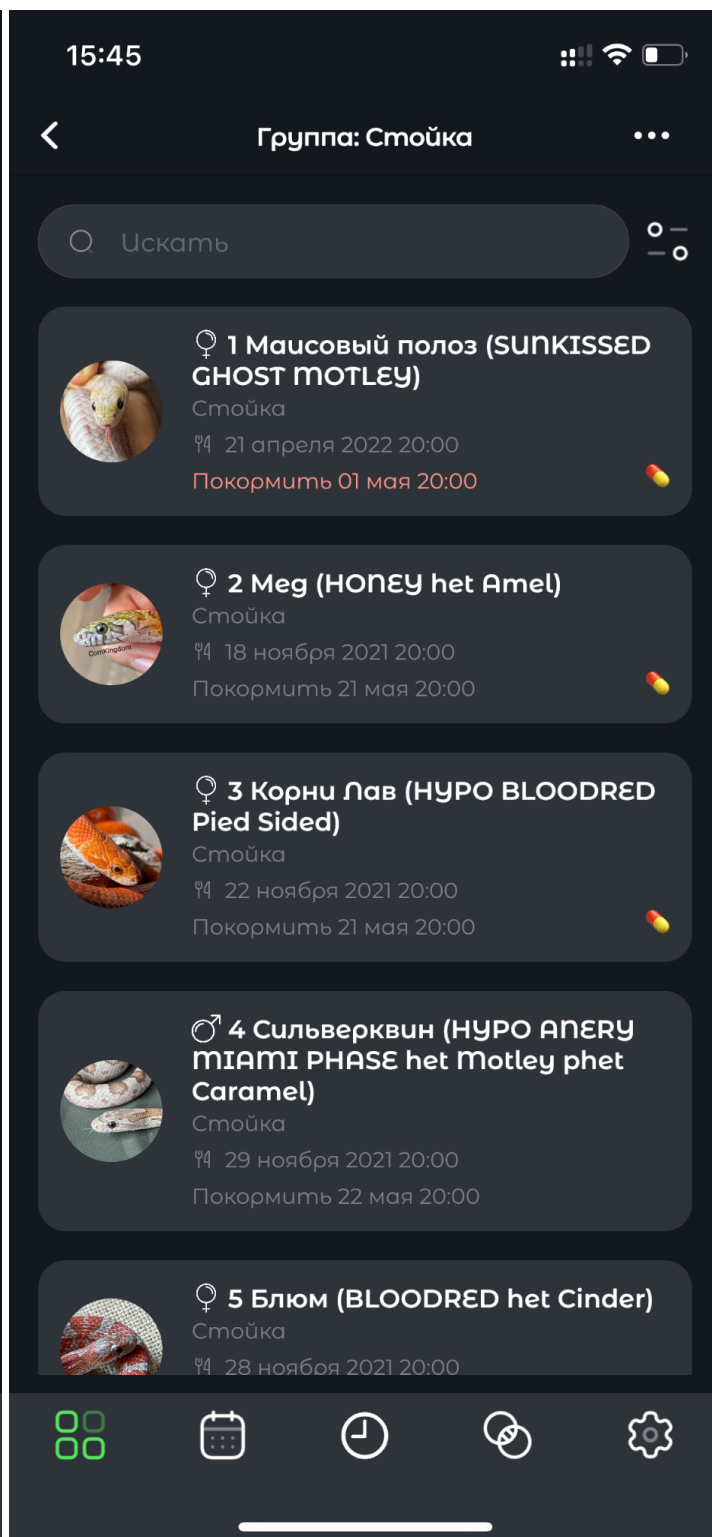 15:45
Группа: Стойка
Искать
1 Маисовый полоз (SUNKISSED
GHOST MOTLEY)
Стойка
21 апреля 2022 20:00
Покормить 01 мая 20:00
2 Мед (HONEY het Amel)
Стойка
18 ноября 2021 20:00
Покормить 21 мая 20:00
CornKingdom
3 Корни Лав (HYPO BLOODRED
Pied Sided)
Стойка
22 ноября 2021 20:00
Покормить 21 мая 20:00
4 Сильверквин (HYPO ANERY
MIAMI PHASE het Motley phet
Caramel)
Стойка
29 ноября 2021 20:00
Покормить 22 мая 20:00
5 Блюм (BLOODRED het Cinder)
Стойка
28 ноября 2021 20:00